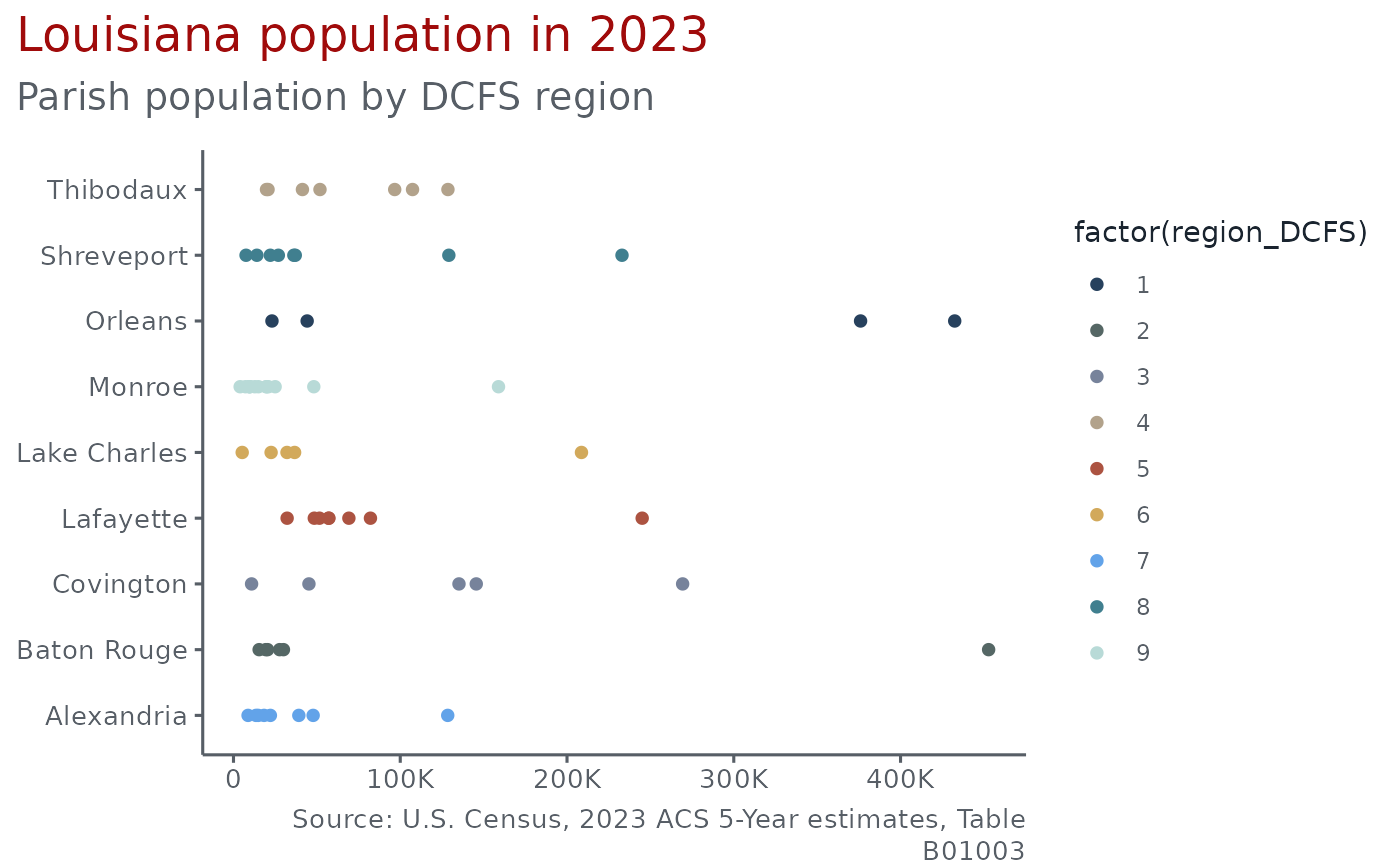 Louisiana population in 2023
Parish population by DCFS region
Thibodaux
Shreveport
Orleans
Monroe
Lake Charles
Lafayette
Covington
Baton Rouge
Alexandria
0 100K 200K 300K 400K
Source: U.S. Census, 2023 ACS 5-Year estimates, Table
B01003
factor(region_DCFS)
1
2
3
4
5
6
7
8
9